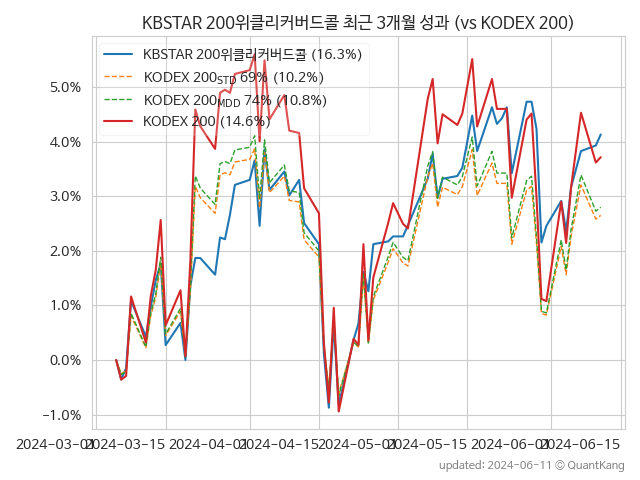 KBSTAR 200위클리커버드콜 최근 3개월 성과 (vs KODEX 200)
KBSTAR 200위클리커버드콜 (16.3%)
KODEX 200STD 69% (10.2%)
KODEX 200MDD 74% (10.8%)
KODEX 200 (14.6%)
5.0%
4.0%
3.0%
2.0%
1.0%
0.0%
−1.0%
2024-03-01 2024-03-15 2024-04-01 2024-04-15 2024-05-01 2024-05-15 2024-06-01 2024-06-15
updated: 2024-06-11 ⓒ QuantKang